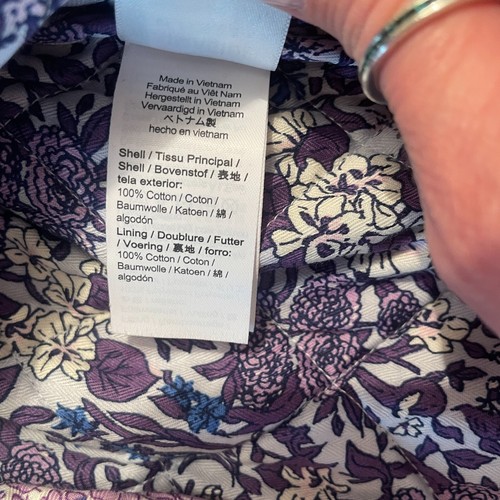 Made in Vietnam
Fabriqué au Viêt Nam
Hergestellt in Vietnam
Vervaardigd in Vietnam
ベトナム製
hecho en vietnam
Shell / Tissu Principal /
Shell / Bovenstof / 表地 /
tela exterior:
100% Cotton / Coton /
Baumwolle / Katoen / 綿 /
algodón
Lining / Doublure / Futter
/ Voering / 裏地 / forro:
100% Cotton / Coton /
Baumwolle / Katoen / 綿 /
algodón